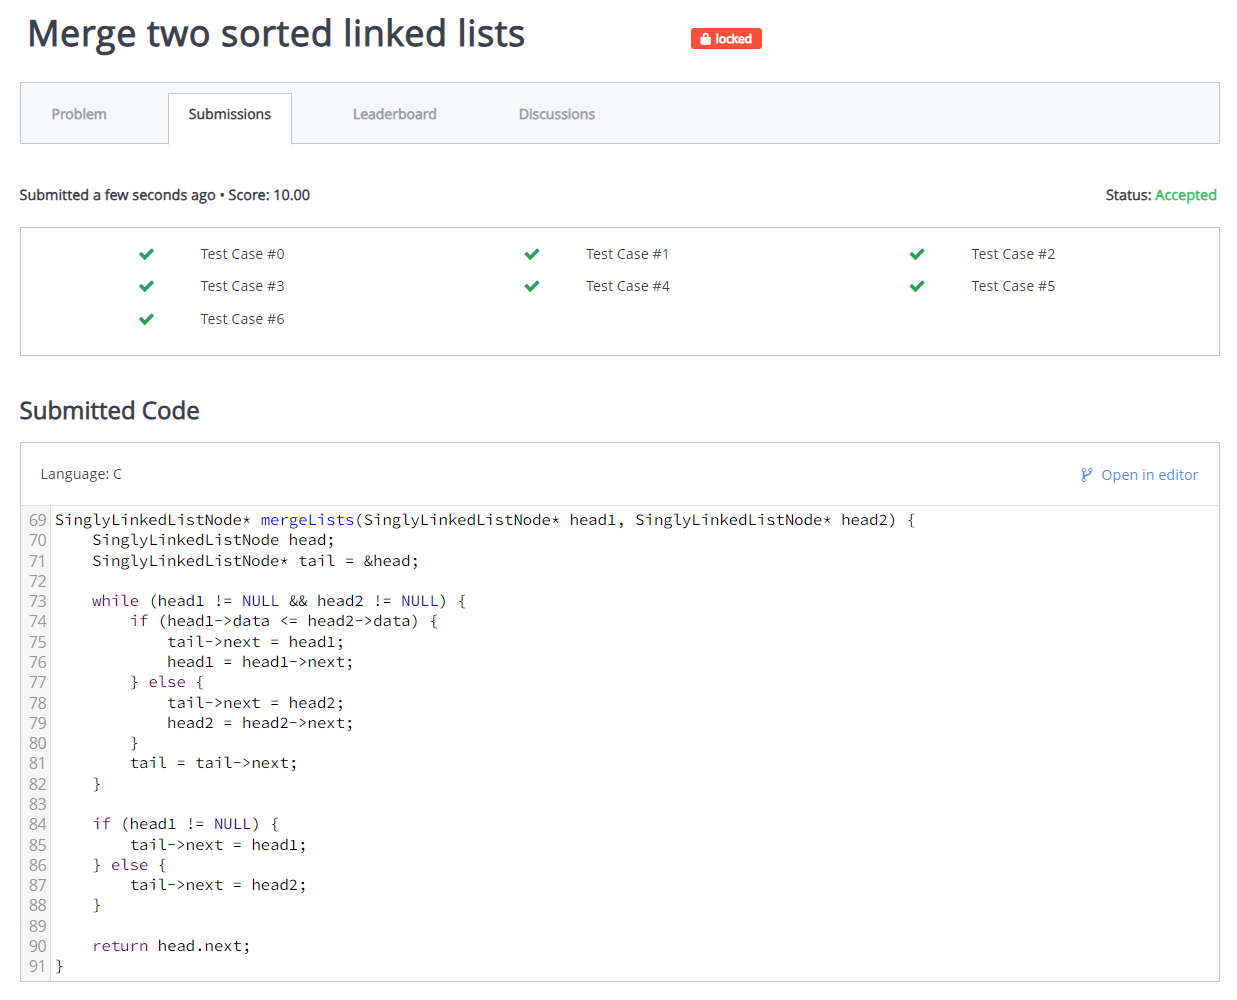 Merge two sorted linked lists
locked
Problem
Submissions
Leaderboard
Discussions
Submitted a few seconds ago • Score: 10.00
Status: Accepted
Test Case #0
Test Case #1
Test Case #2
Test Case #3
Test Case #4
Test Case #5
Test Case #6
Submitted Code
Language: C
Open in editor
69 SinglyLinkedListNode* mergeLists(SinglyLinkedListNode* head1, SinglyLinkedListNode* head2) {
70     SinglyLinkedListNode head;
71     SinglyLinkedListNode* tail = &head;
72
73     while (head1 != NULL && head2 != NULL) {
74         if (head1->data <= head2->data) {
75             tail->next = head1;
76             head1 = head1->next;
77         } else {
78             tail->next = head2;
79             head2 = head2->next;
80         }
81         tail = tail->next;
82     }
83
84     if (head1 != NULL) {
85         tail->next = head1;
86     } else {
87         tail->next = head2;
88     }
89
90     return head.next;
91 }